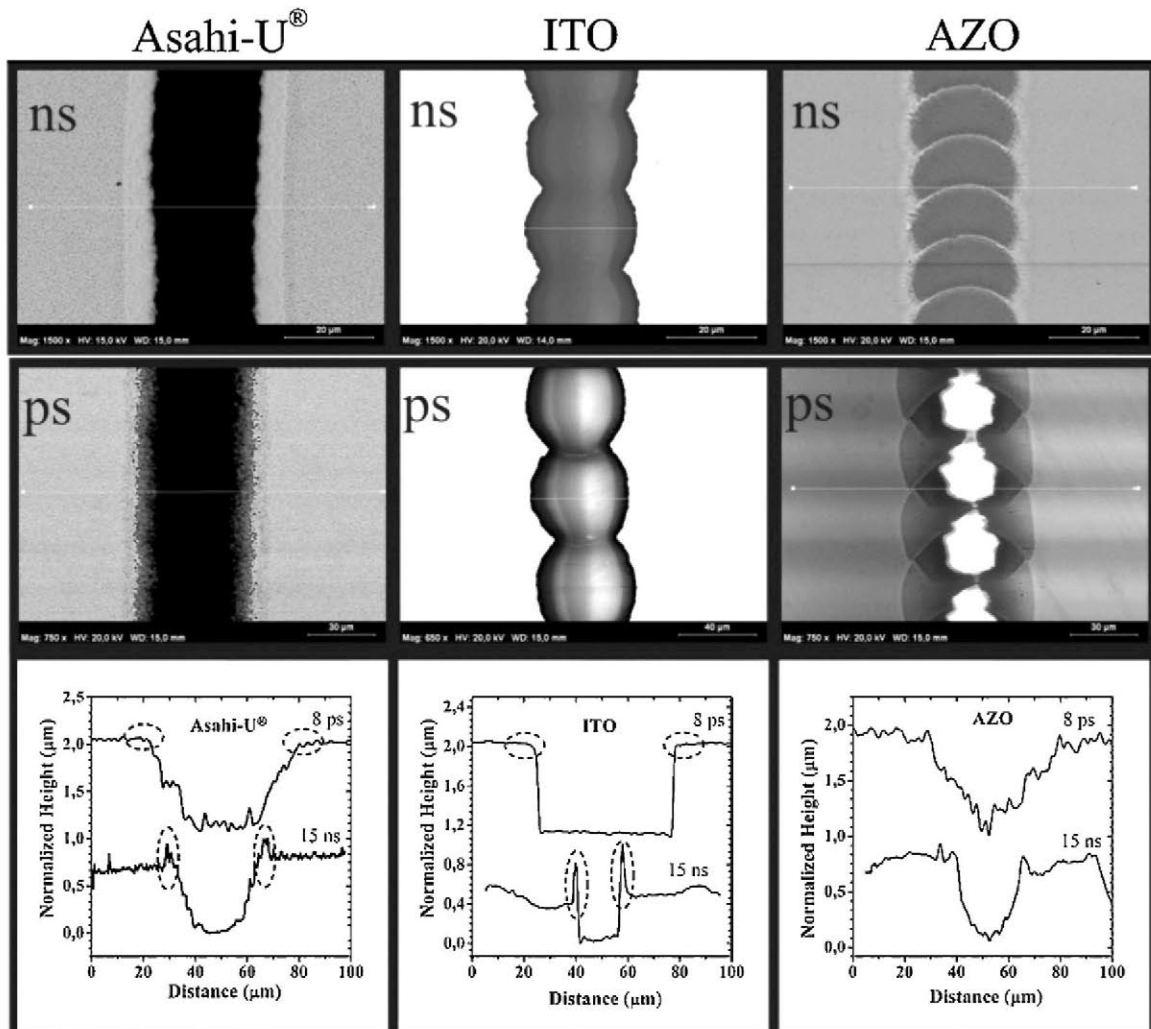 Asahi-U®
ITO
AZO
ns
ns
ns
20 µm
20 µm
20 µm
Mag: 1500 x HV: 15,0 kV WD: 15,0 mm
Mag: 1500 x HV: 20,0 kV WD: 14,0 mm
Mag: 1500 x HV: 20,0 kV WD: 15,0 mm
ps
ps
ps
30 µm
40 µm
30 µm
Mag: 750 x HV: 20,0 kV WD: 15,0 mm
Mag: 650 x HV: 20,0 kV WD: 15,0 mm
Mag: 750 x HV: 20,0 kV WD: 15,0 mm
Normalized Height (µm)
2,5
2,0
1,5
1,0
0,5
0,0
Asahi-U®
8 ps
15 ns
0 20 40 60 80 100
Distance (µm)
Normalized Height (µm)
2,4
2,0
1,6
1,2
0,8
0,4
0,0
ITO
8 ps
15 ns
0 20 40 60 80 100
Distance (µm)
Normalized Height (µm)
2,0
1,5
1,0
0,5
0,0
AZO
8 ps
15 ns
0 20 40 60 80 100
Distance (µm)